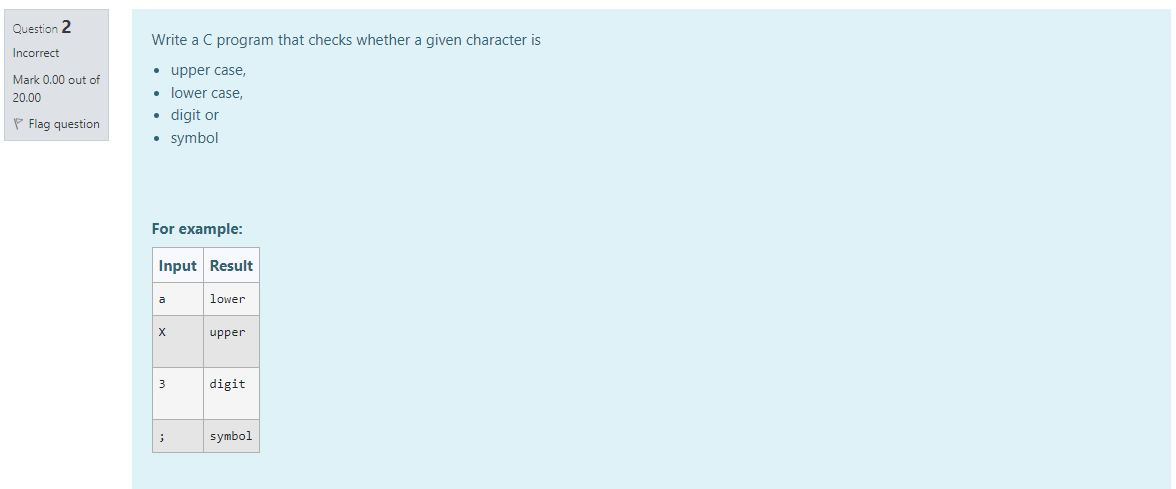 Question 2
Incorrect
Mark 0.00 out of
20.00
Flag question
Write a C program that checks whether a given character is
• upper case,
• lower case,
• digit or
• symbol
For example:
Input Result
a lower
X upper
3 digit
; symbol